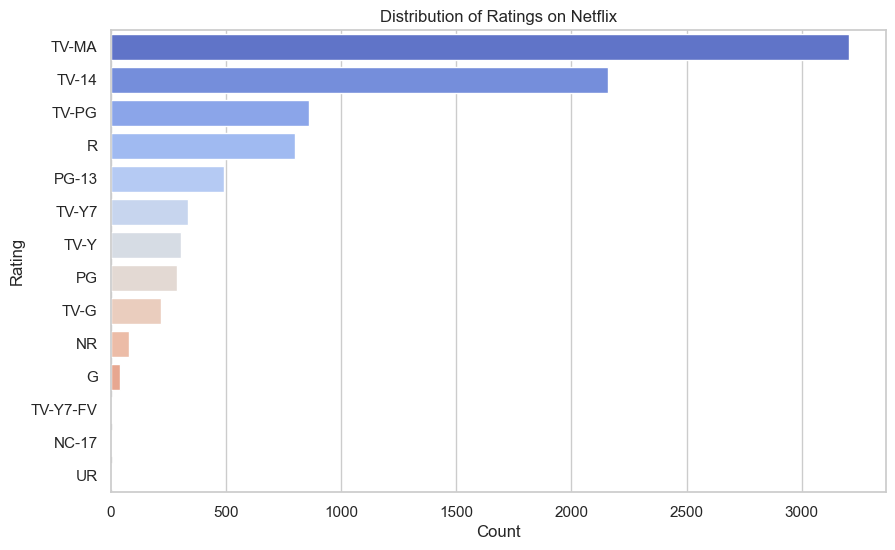 Distribution of Ratings on Netflix
Rating
TV-MA
TV-14
TV-PG
R
PG-13
TV-Y7
TV-Y
PG
TV-G
NR
G
TV-Y7-FV
NC-17
UR
0 500 1000 1500 2000 2500 3000
Count